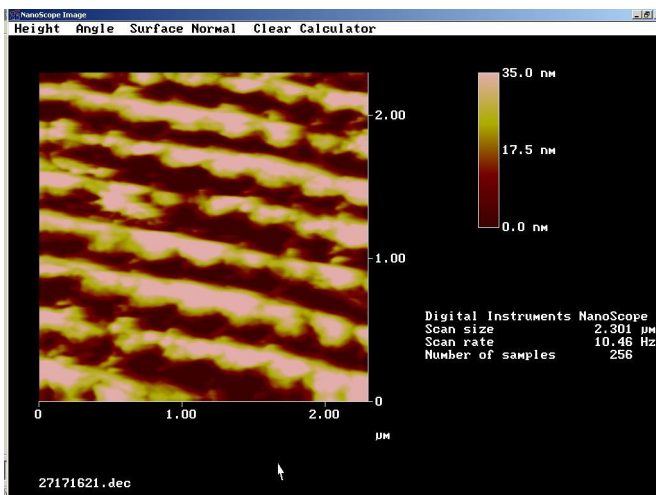 NanoScope Image
Height Angle Surface Normal Clear Calculator
35.0 nm
17.5 nm
0.0 nm
2.00
1.00
0
0 1.00 2.00
µm
Digital Instruments NanoScope
Scan size 2.301 µm
Scan rate 10.46 Hz
Number of samples 256
27171621.dec